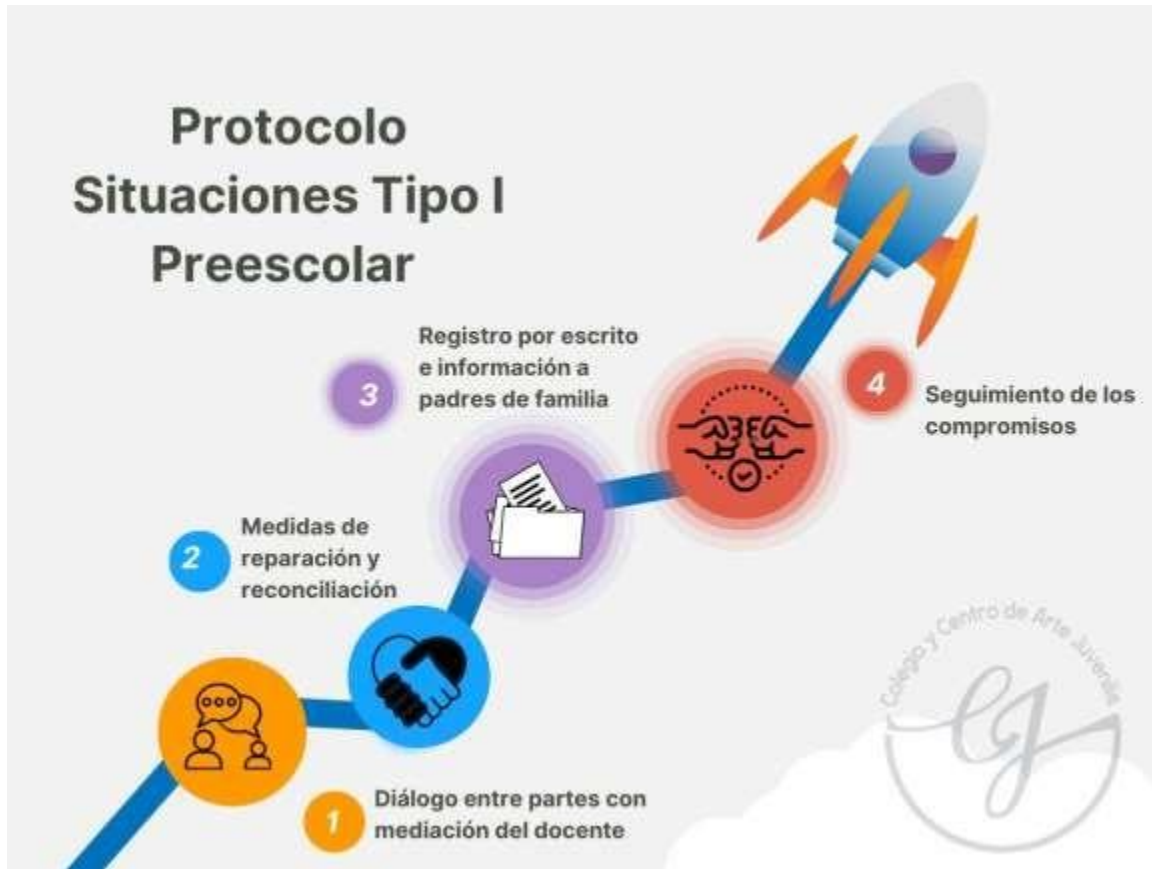 Protocolo
Situaciones Tipo I
Preescolar
1
Diálogo entre partes con
mediación del docente
2
Medidas de
reparación y
reconciliación
3
Registro por escrito
e información a
padres de familia
4
Seguimiento de los
compromisos
Colegio y Centro de Arte Juvenile